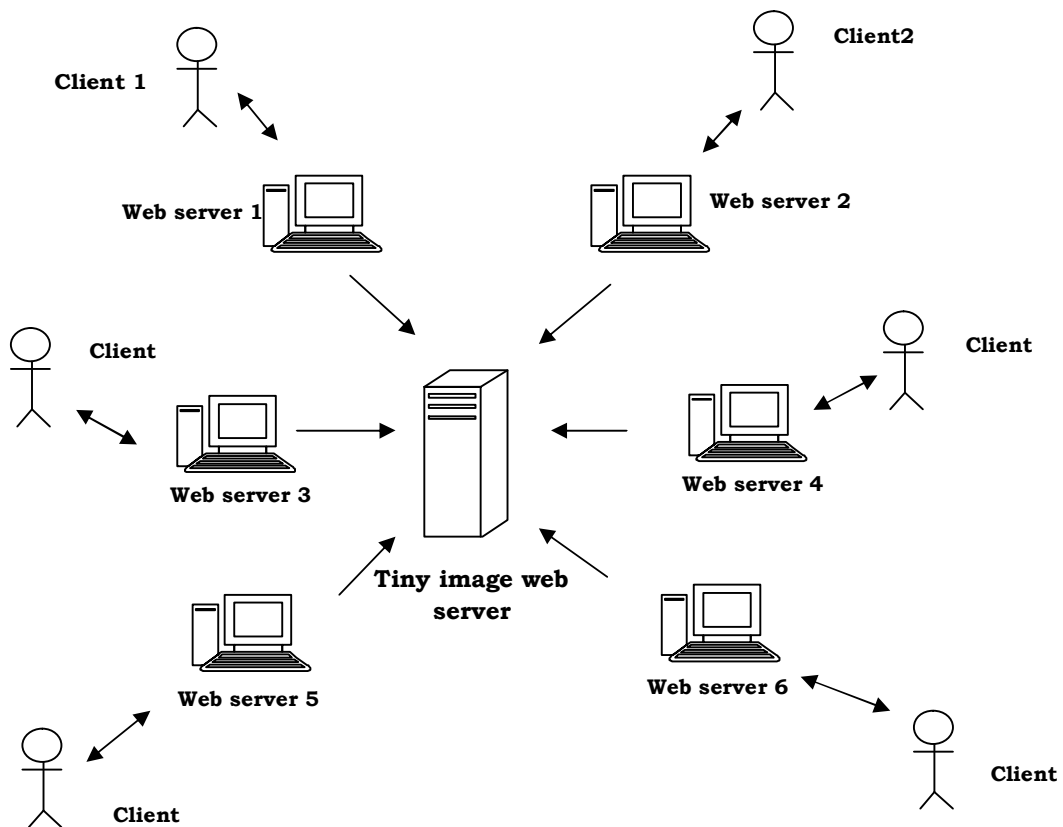 Client2
Client 1
Web server 1
Web server 2
Client
Client
Web server 3
Web server 4
Tiny image web
server
Web server 5
Web server 6
Client
Client